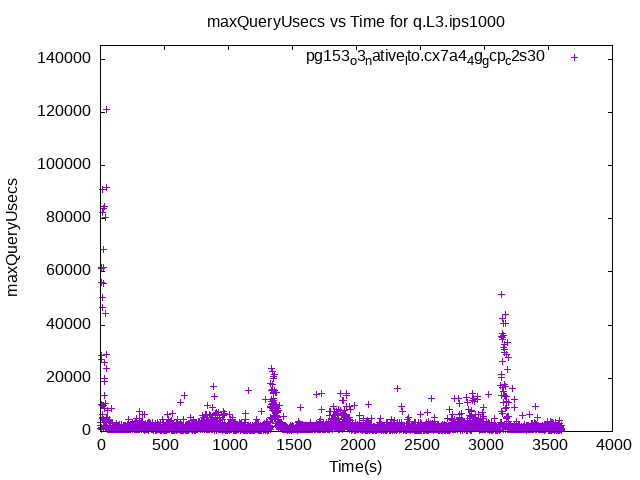 maxQueryUsecs vs Time for q.L3.ips1000
pg153_o3_native_lto.cx7a4_4g_gcp_c2s30
maxQueryUsecs
140000
120000
100000
80000
60000
40000
20000
0
0 500 1000 1500 2000 2500 3000 3500 4000
Time(s)